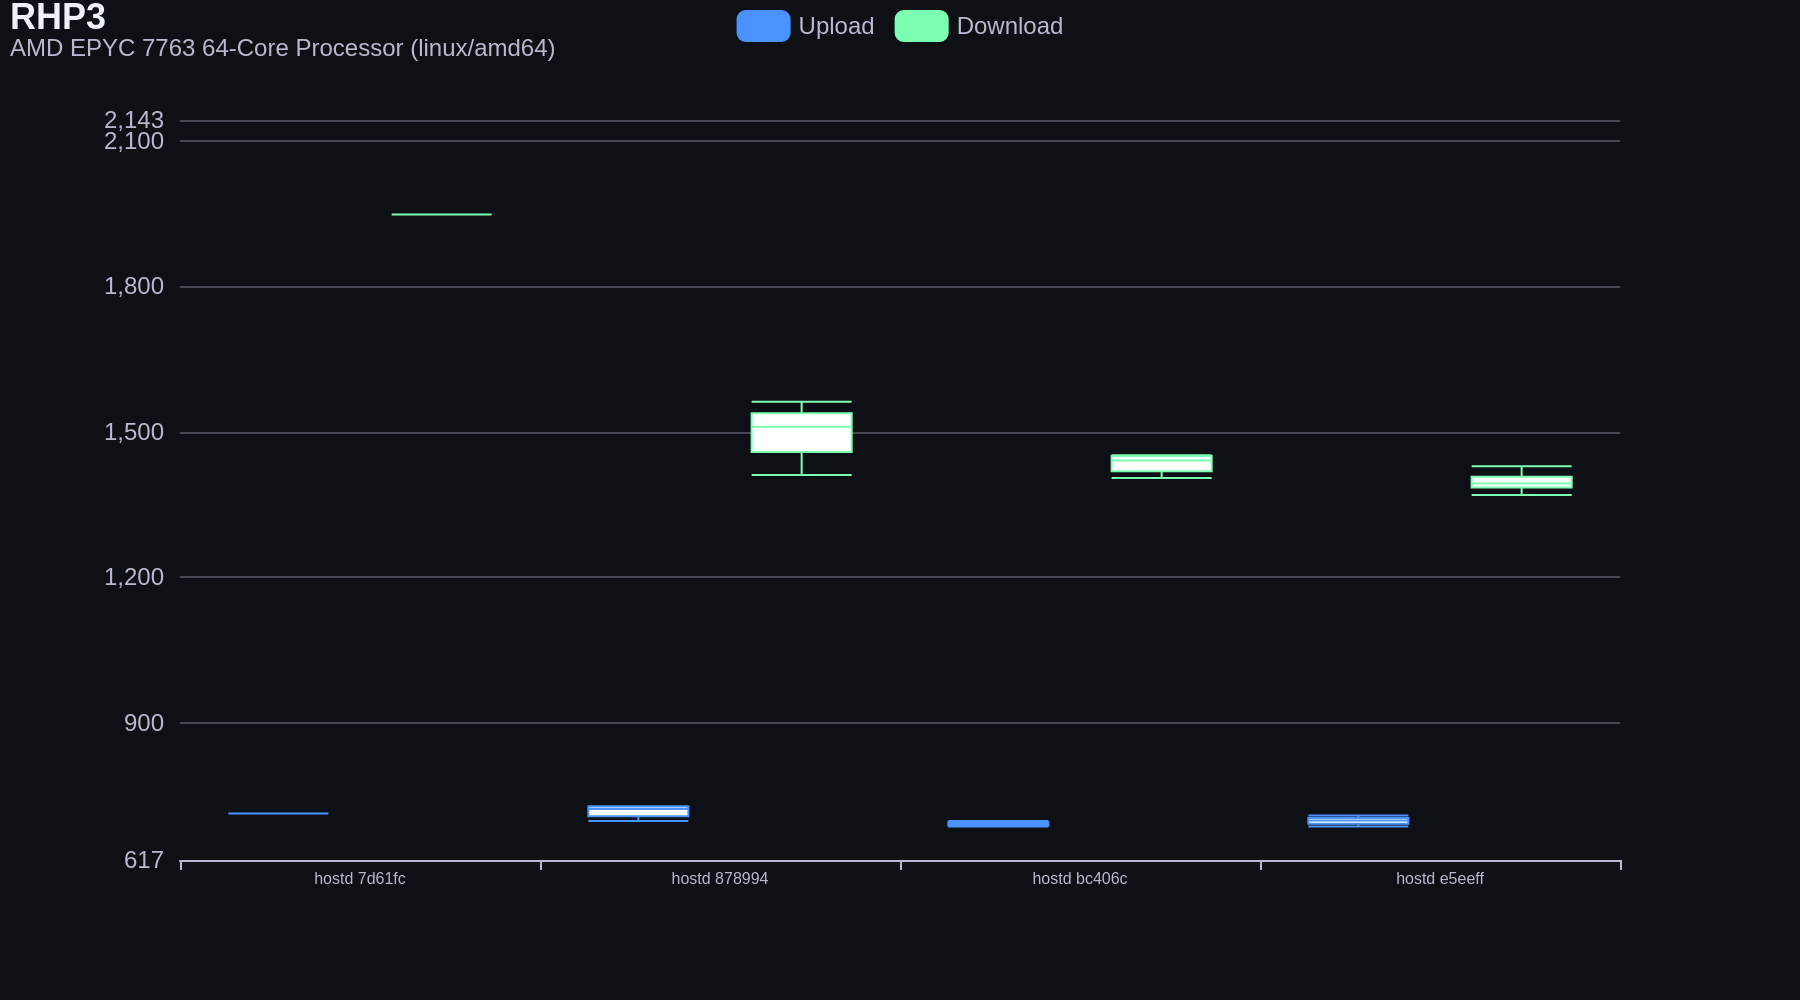 RHP3
AMD EPYC 7763 64-Core Processor (linux/amd64)
Upload
Download
2,143
2,100
1,800
1,500
1,200
900
617
hostd 7d61fc
hostd 878994
hostd bc406c
hostd e5eeff